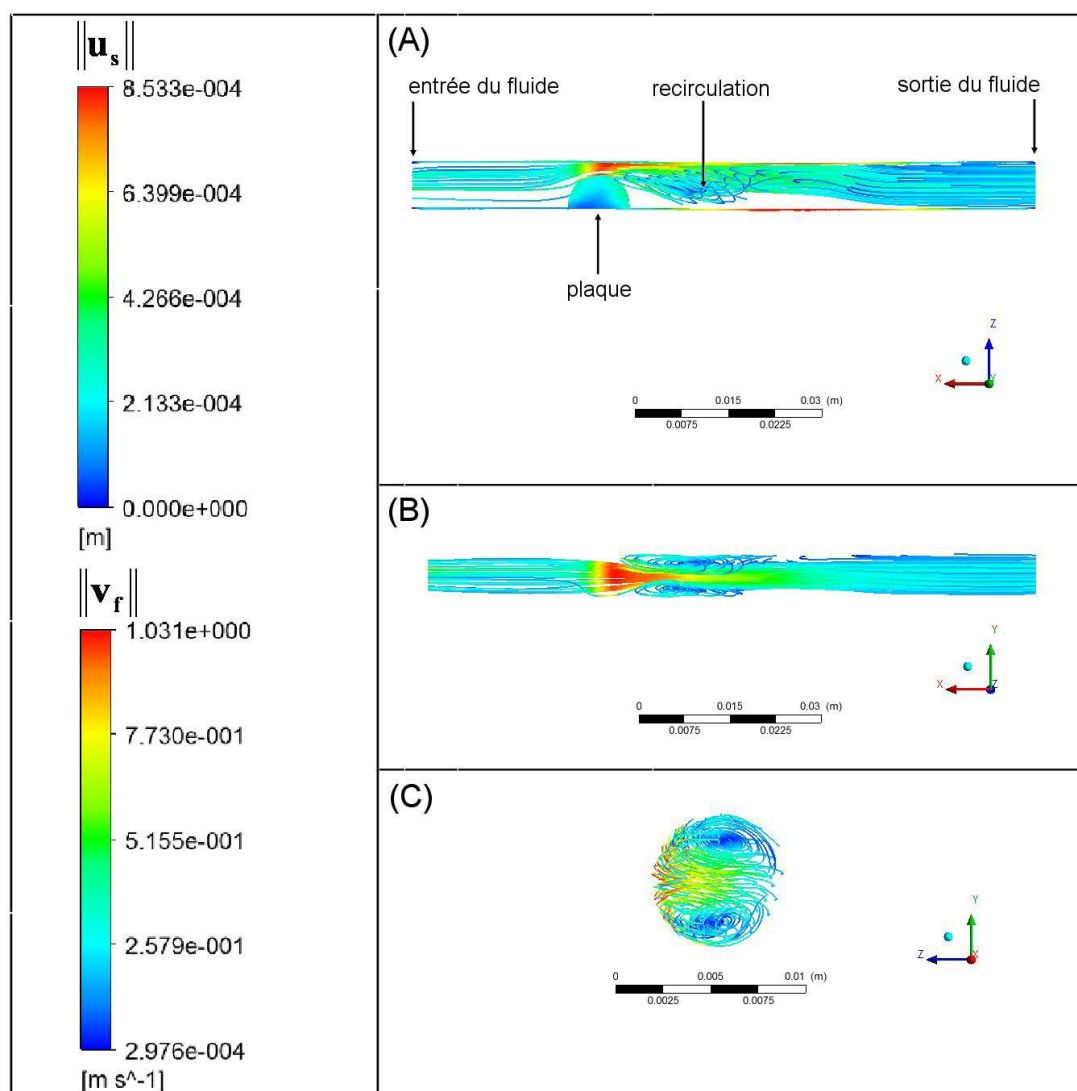 ‖u_s‖
8.533e-004
6.399e-004
4.266e-004
2.133e-004
0.000e+000
[m]
‖v_f‖
1.031e+000
7.730e-001
5.155e-001
2.579e-001
2.976e-004
[m s^-1]
(A)
entrée du fluide
recirculation
sortie du fluide
plaque
Z
X
Y
0 0.015 0.03 (m)
0.0075 0.0225
(B)
Y
X
Z
0 0.015 0.03 (m)
0.0075 0.0225
(C)
Y
Z
X
0 0.005 0.01 (m)
0.0025 0.0075